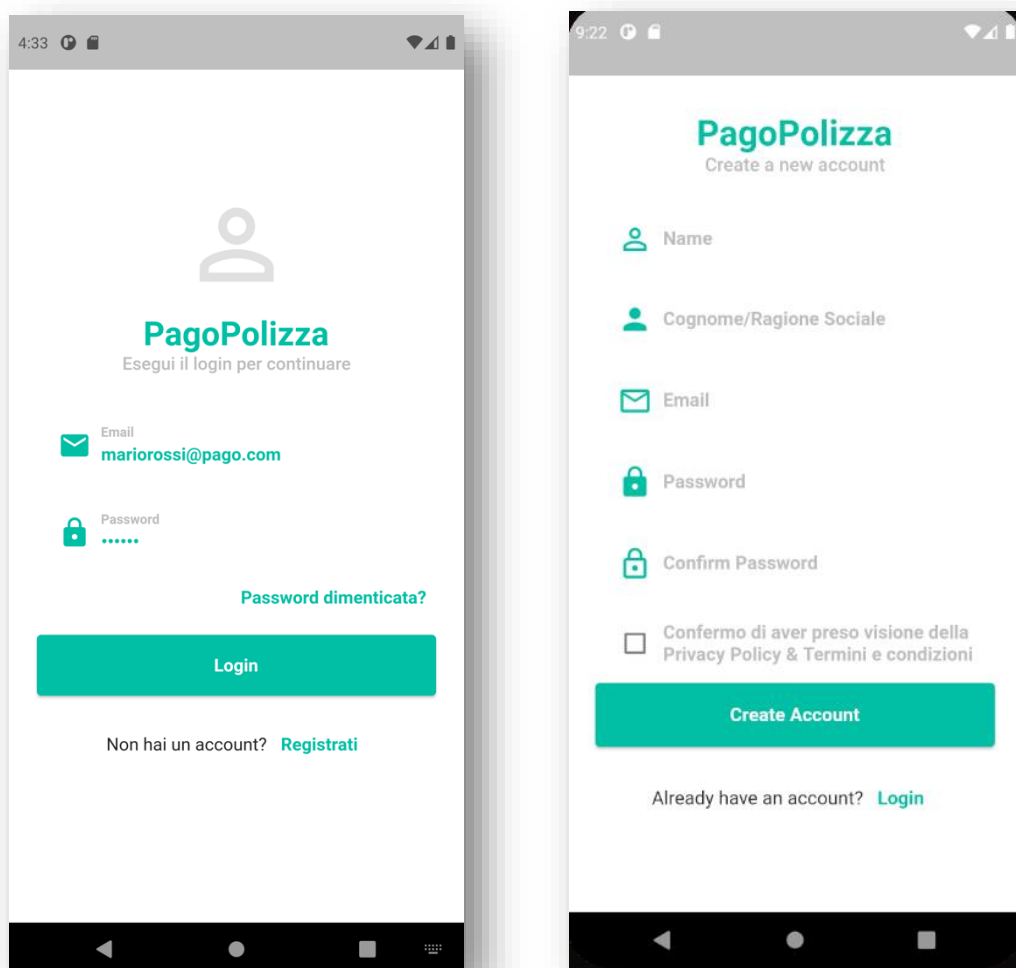 4:33
PagoPolizza
Esegui il login per continuare
Email
mariorossi@pago.com
Password
••••••
Password dimenticata?
Login
Non hai un account? Registrati
9:22
PagoPolizza
Create a new account
Name
Cognome/Ragione Sociale
Email
Password
Confirm Password
Confermo di aver preso visione della
Privacy Policy & Termini e condizioni
Create Account
Already have an account? Login